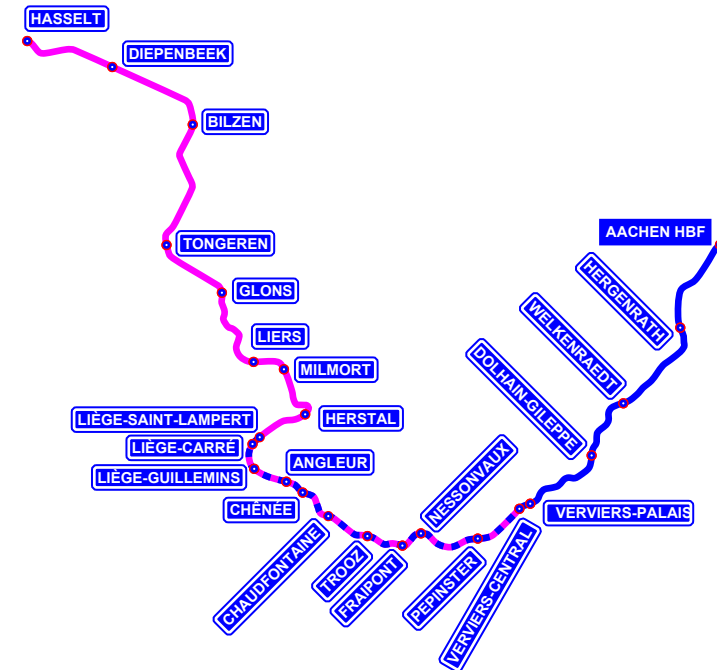 HASSELT
DIEPENBEEK
BILZEN
TONGEREN
AACHEN HBF
GLONS
HERGENRATH
LIERS
WELKENRAEDT
MILMORT
DOLHAIN-GILEPPE
LIÈGE-SAINT-LAMPERT
HERSTAL
LIÈGE-CARRÉ
ANGLEUR
LIÈGE-GUILLEMINS
NESSONVAUX
CHÊNÉE
VERVIERS-PALAIS
CHAUDFONTAINE
TROOZ
FRAIPONT
PEPINSTER
VERVIERS-CENTRAL